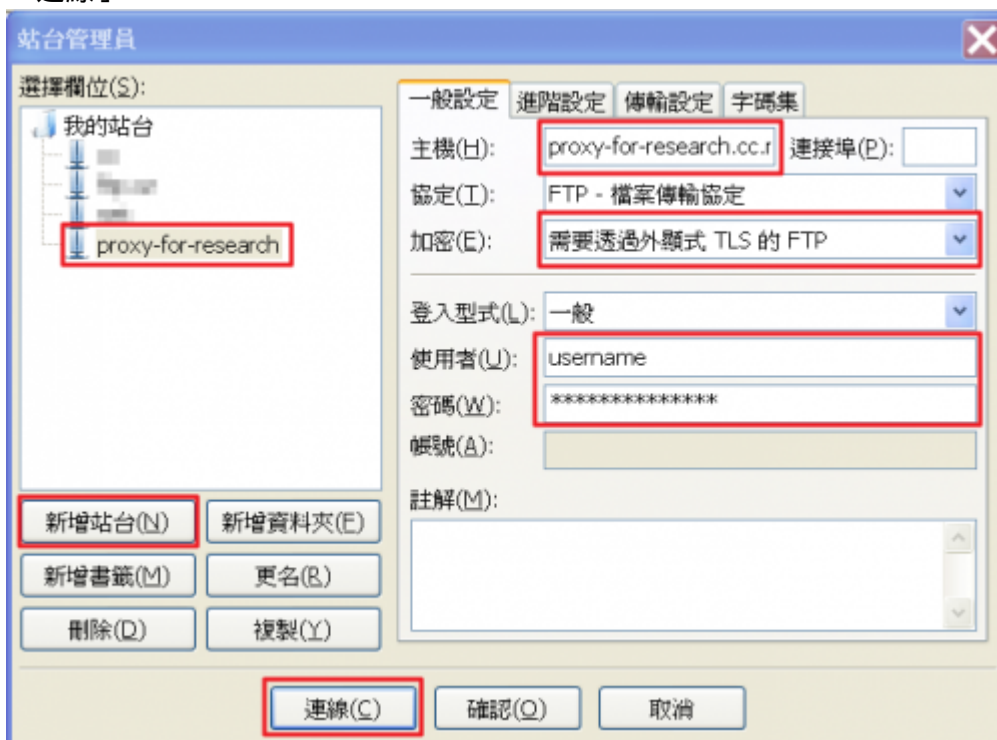 連線」
站台管理員
選擇欄位(S):
我的站台
proxy-for-research
新增站台(N)
新增資料夾(E)
新增書籤(M)
更名(R)
刪除(D)
複製(Y)
一般設定 進階設定 傳輸設定 字碼集
主機(H): proxy-for-research.cc.r 連接埠(P):
協定(T): FTP - 檔案傳輸協定
加密(E): 需要透過外顯式 TLS 的 FTP
登入型式(L): 一般
使用者(U): username
密碼(W): **************
帳號(A):
註解(M):
連線(C) 確認(O) 取消